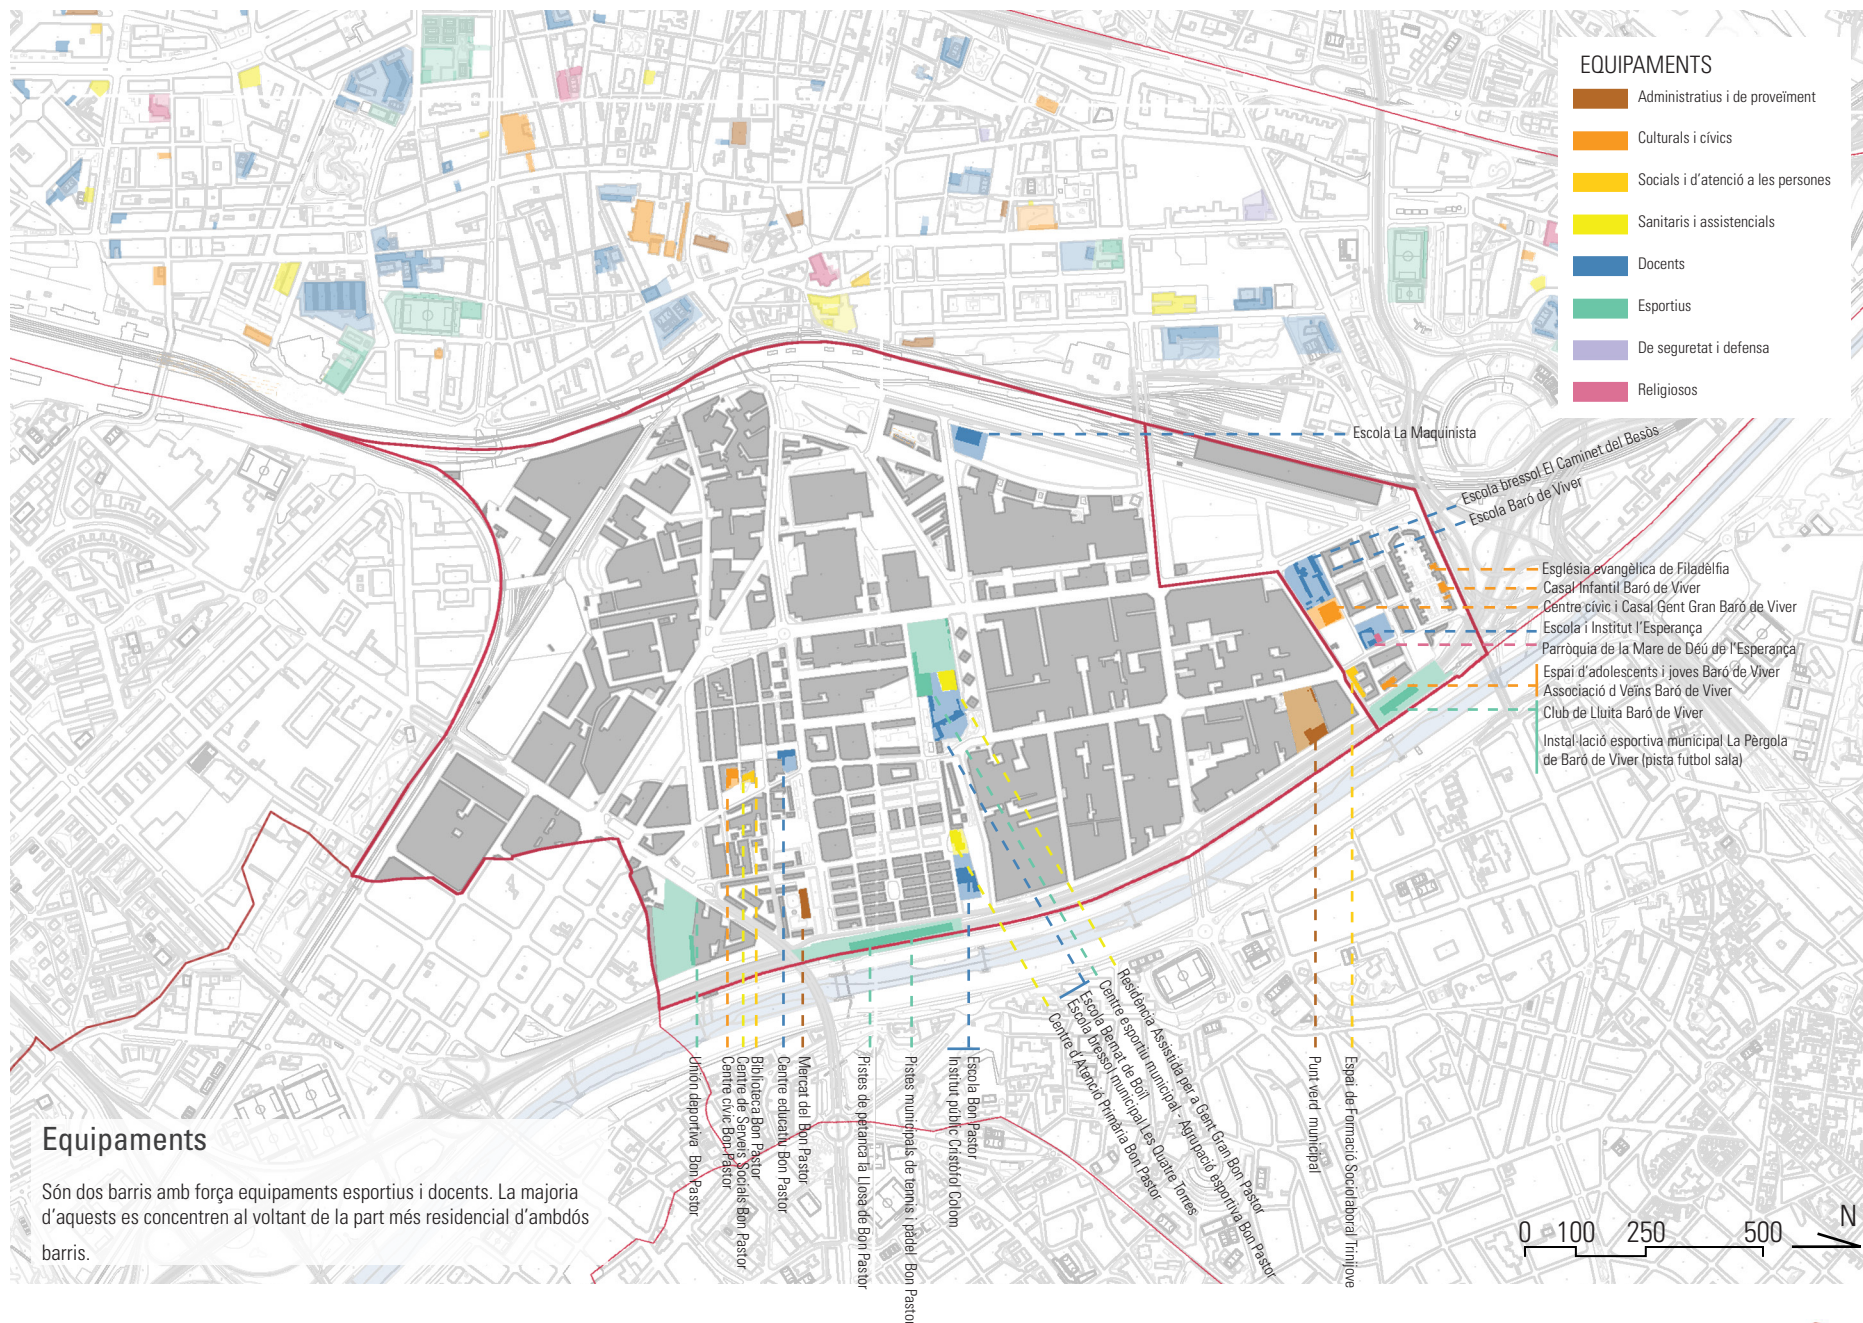 EQUIPAMENTS
Administratius i de proveïment
Culturals i cívics
Socials i d'atenció a les persones
Sanitaris i assistencials
Docents
Esportius
De seguretat i defensa
Religiosos
Escola La Maquinista
Escola bressol El Caminet del Besòs
Escola Baró de Viver
Església evangèlica de Filadèlfia
Casal Infantil Baró de Viver
Centre cívic i Casal Gent Gran Baró de Viver
Escola i Institut l'Esperança
Parròquia de la Mare de Déú de l'Esperança
Espai d'adolescents i joves Baró de Viver
Associació d Veïns Baró de Viver
Club de Lluita Baró de Viver
Instal·lació esportiva municipal La Pèrgola
de Baró de Viver (pista futbol sala)
Unión deportiva Bon Pastor
Centre cívic Bon Pastor
Centre de Serveis Socials Bon Pastor
Biblioteca Bon Pastor
Centre educatiu Bon Pastor
Mercat del Bon Pastor
Pistes de petanca la Llosa de Bon Pastor
Pistes municipals de tennis i pàdel Bon Pastor
Institut públic Cristòfol Colom
Escola Bon Pastor
Centre d'Atenció Primària Bon Pastor
Escola bressol municipal Les Quatre Torres
Escola Bernat de Boïl
Centre esportiu municipal - Agrupació esportiva Bon Pastor
Residència Assistida per a Gent Gran Bon Pastor
Punt verd municipal
Espai de Formació Sociolaboral Trinijove
Equipaments
Són dos barris amb força equipaments esportius i docents. La majoria
d'aquests es concentren al voltant de la part més residencial d'ambdós
barris.
0 100 250 500
N